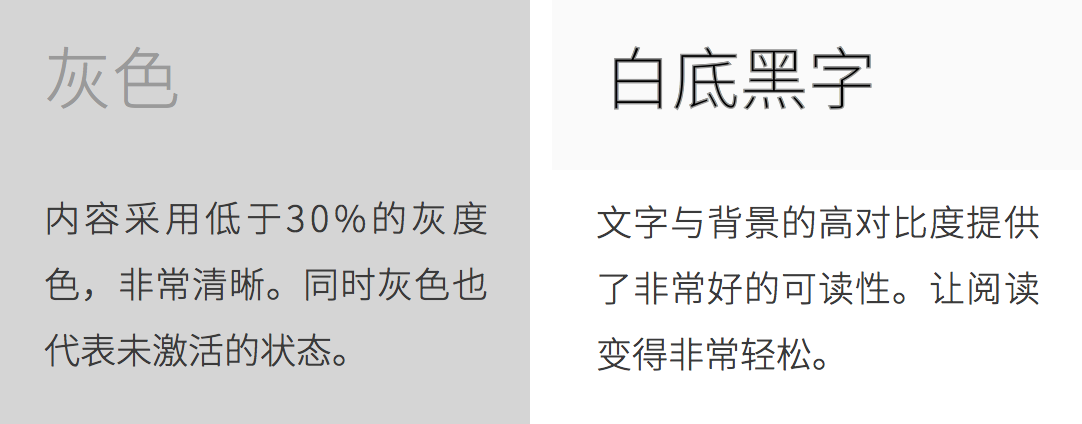 灰色
内容采用低于30%的灰度
色，非常清晰。同时灰色也
代表未激活的状态。
白底黑字
文字与背景的高对比度提供
了非常好的可读性。让阅读
变得非常轻松。